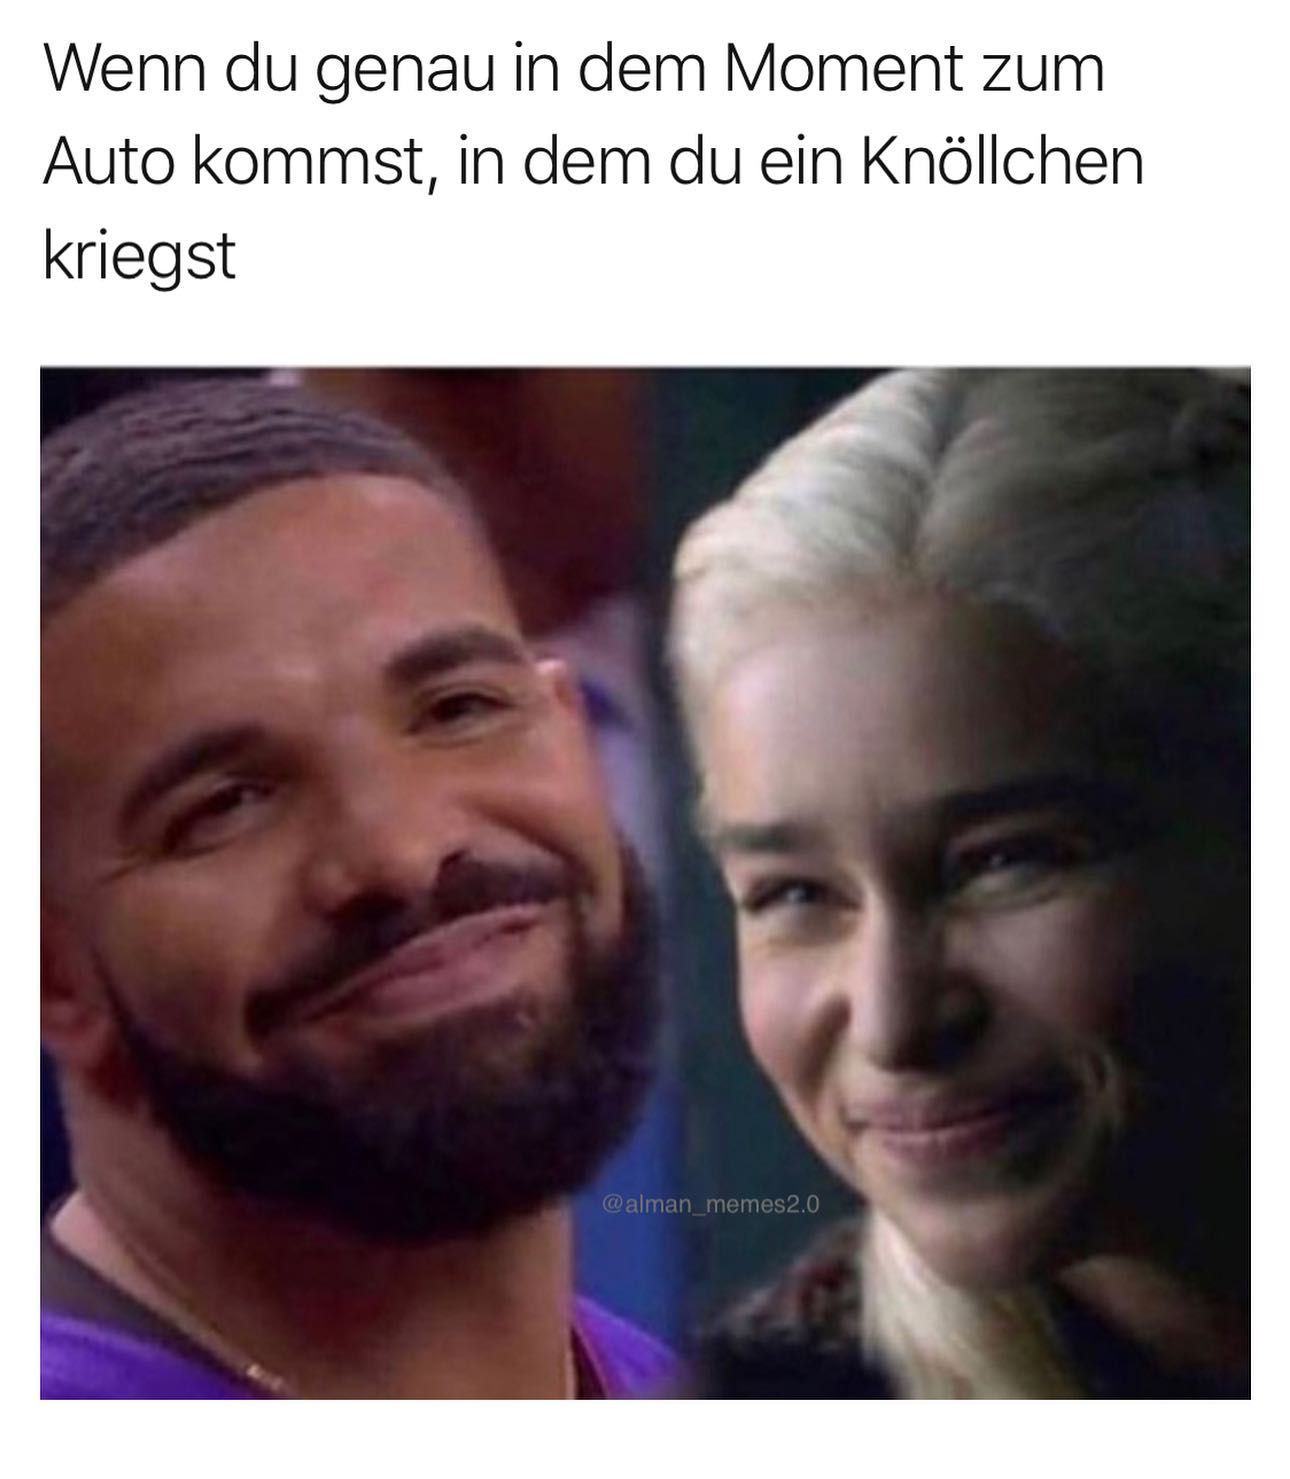 Wenn du genau in dem Moment zum
Auto kommst, in dem du ein Knöllchen
kriegst
@alman_memes2.0